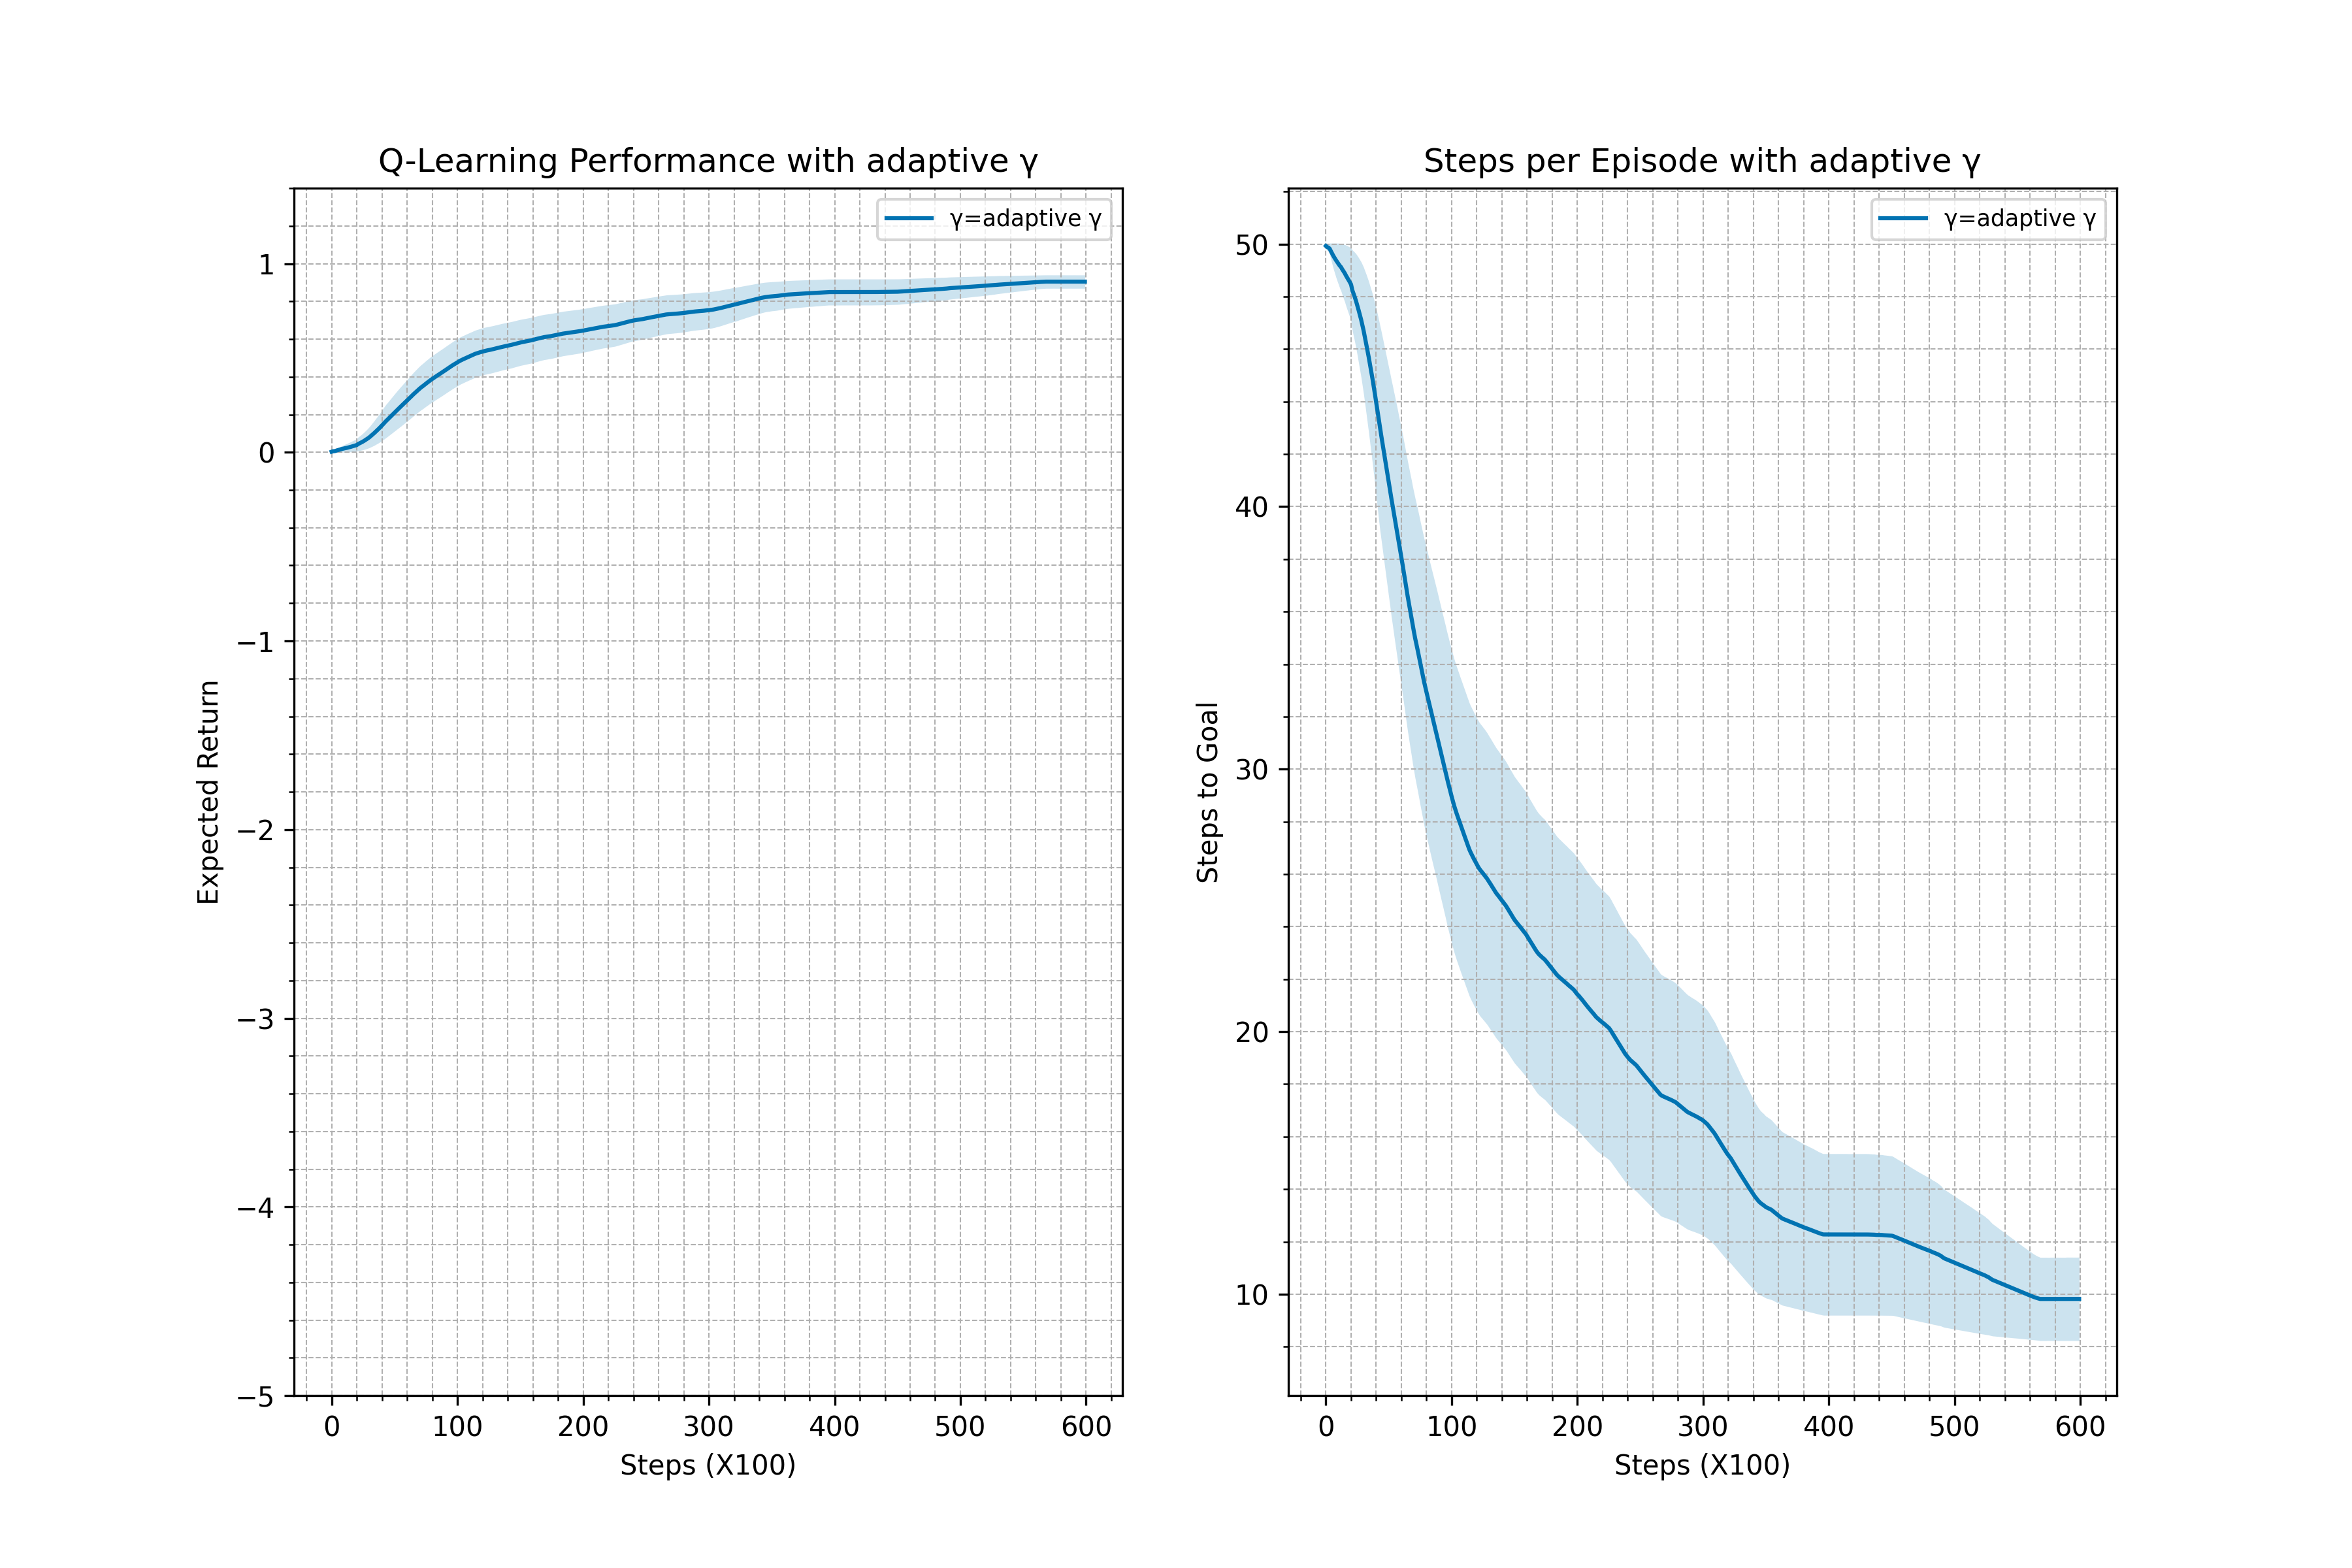 Q-Learning Performance with adaptive γ
γ=adaptive γ
1
0
−1
−2
−3
−4
−5
Expected Return
0 100 200 300 400 500 600
Steps (X100)
Steps per Episode with adaptive γ
γ=adaptive γ
50
40
30
20
10
Steps to Goal
0 100 200 300 400 500 600
Steps (X100)